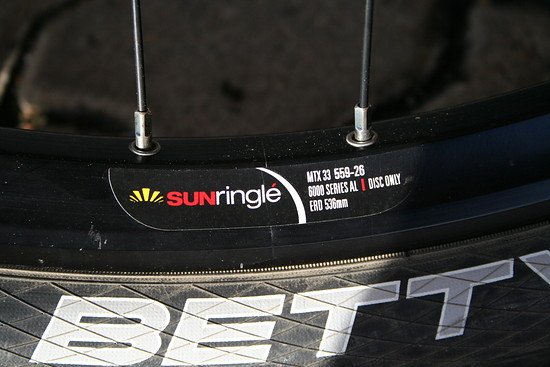 SUNringlé
MTX 33 559-26
6000 SERIES AL | DISC ONLY
ERD 536mm
BETTY